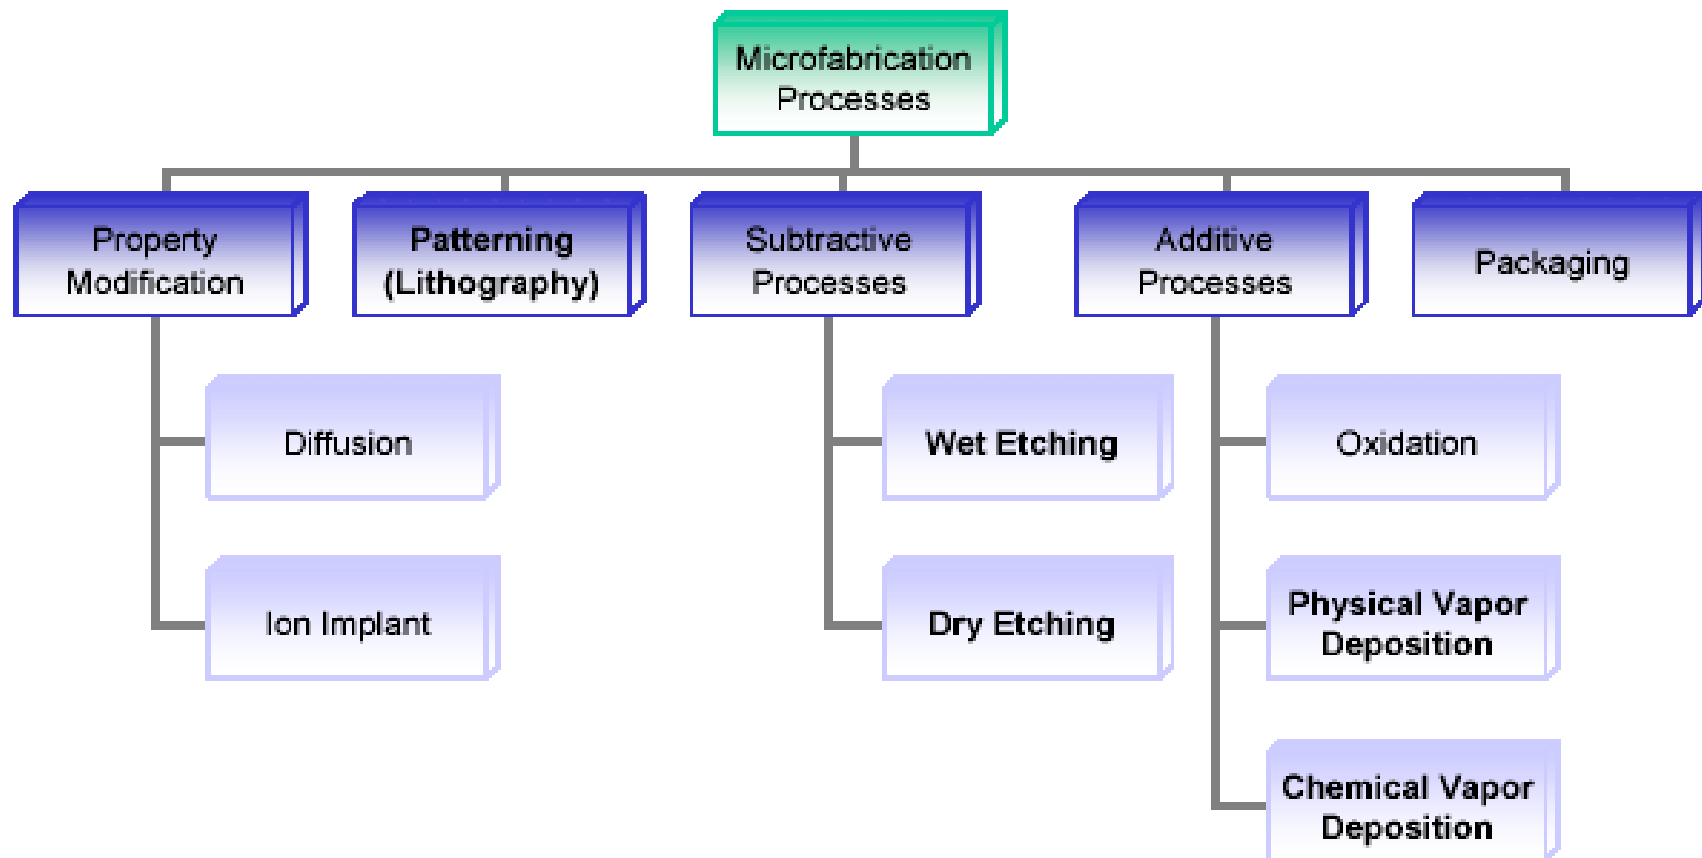 Microfabrication
Processes
Property
Modification
Patterning
(Lithography)
Subtractive
Processes
Additive
Processes
Packaging
Diffusion
Wet Etching
Oxidation
Ion Implant
Dry Etching
Physical Vapor
Deposition
Chemical Vapor
Deposition